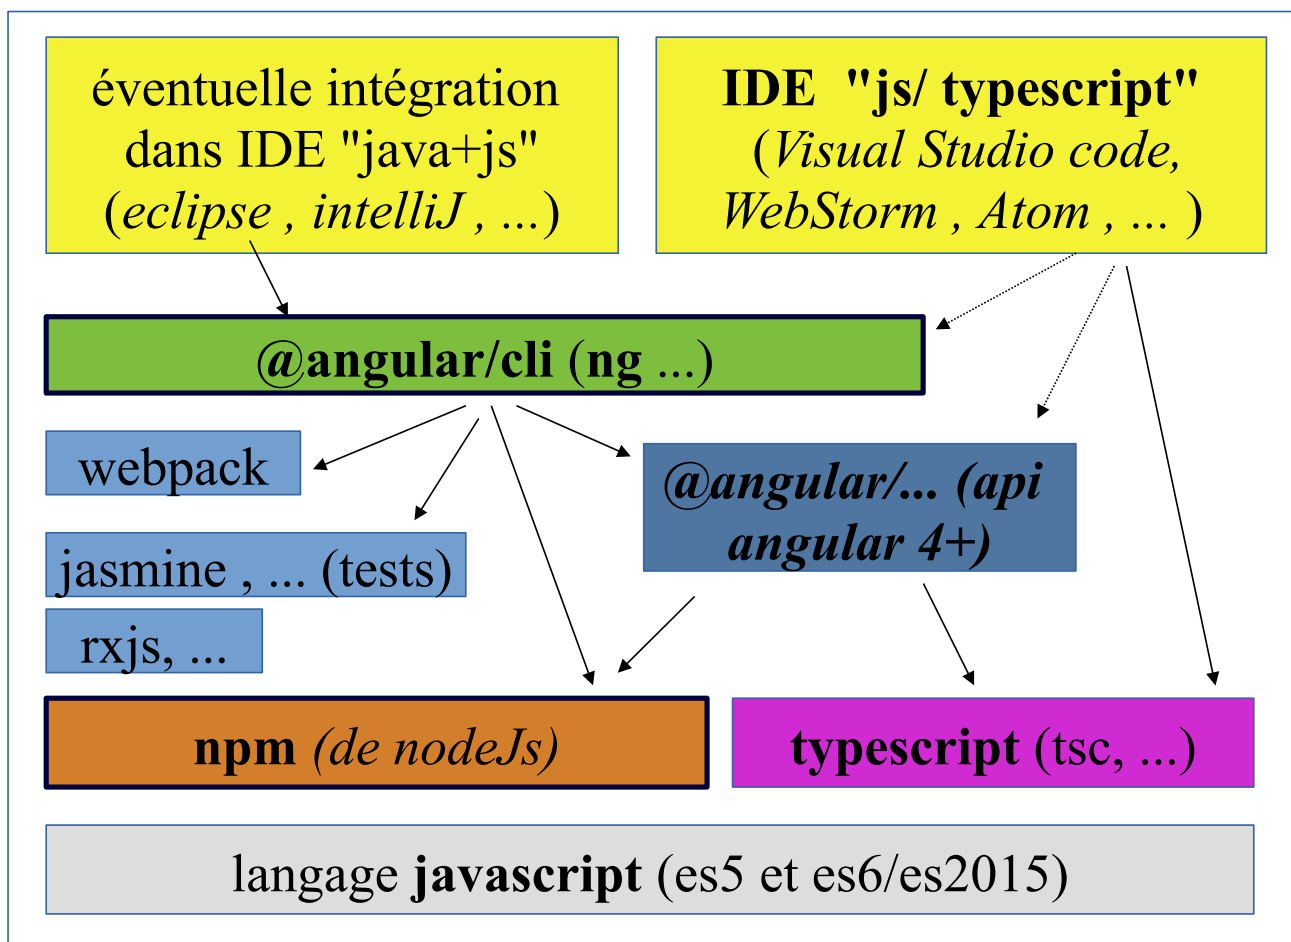 éventuelle intégration
dans IDE "java+js"
(eclipse , intelliJ , ...)
IDE "js/ typescript"
(Visual Studio code,
WebStorm , Atom , ... )
@angular/cli (ng ...)
webpack
@angular/... (api
angular 4+)
jasmine , ... (tests)
rxjs, ...
npm (de nodeJs)
typescript (tsc, ...)
langage javascript (es5 et es6/es2015)